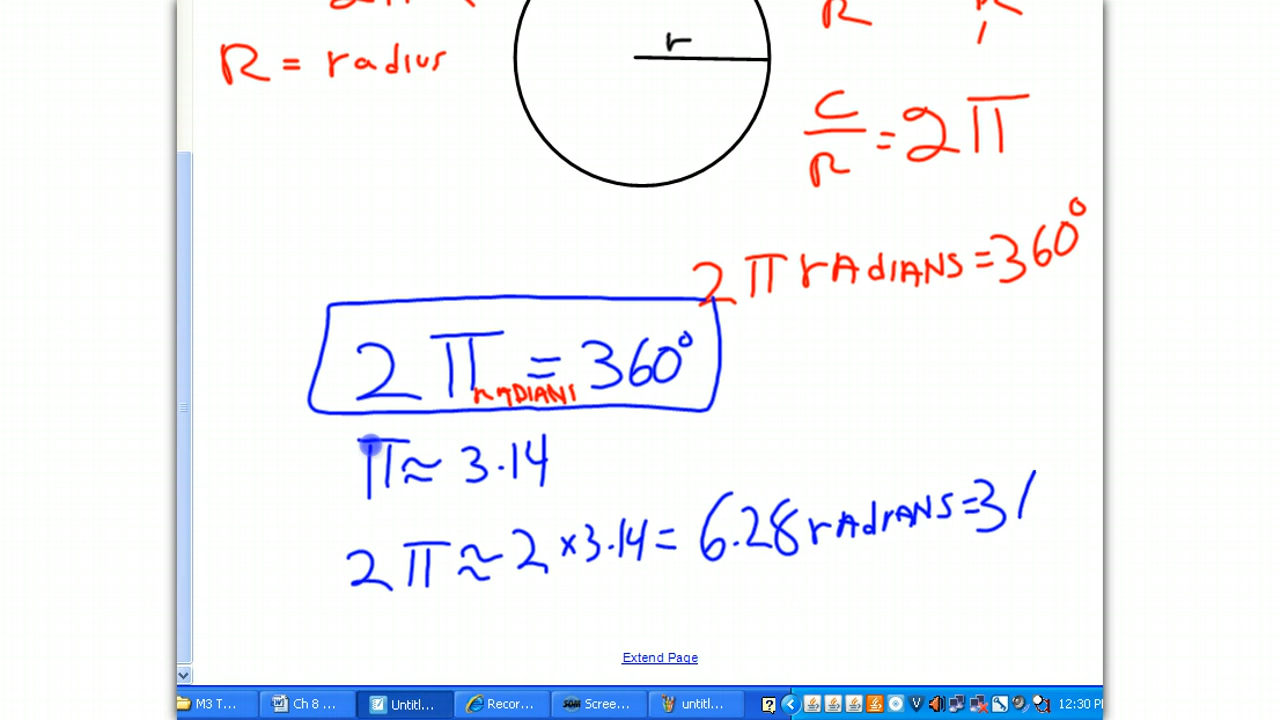 R = radius
r
R
C/R = 2π
2π radians = 360°
2π radians = 360°
π ≈ 3.14
2π ≈ 2 × 3.14 = 6.28 radians = 3
Extend Page
M3 T... Ch 8 ... Untitl... Recor... Scree... untitl... 12:30